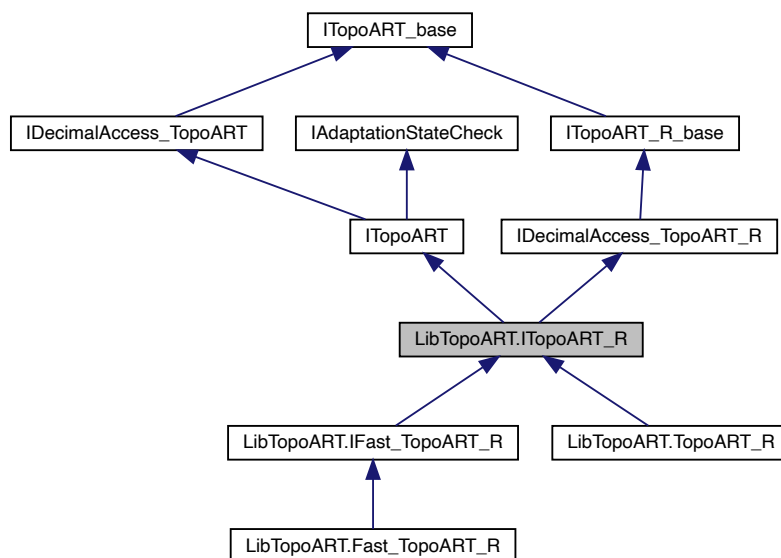 ITopoART_base
IDecimalAccess_TopoART
IAdaptationStateCheck
ITopoART_R_base
ITopoART
IDecimalAccess_TopoART_R
LibTopoART.ITopoART_R
LibTopoART.IFast_TopoART_R
LibTopoART.TopoART_R
LibTopoART.Fast_TopoART_R